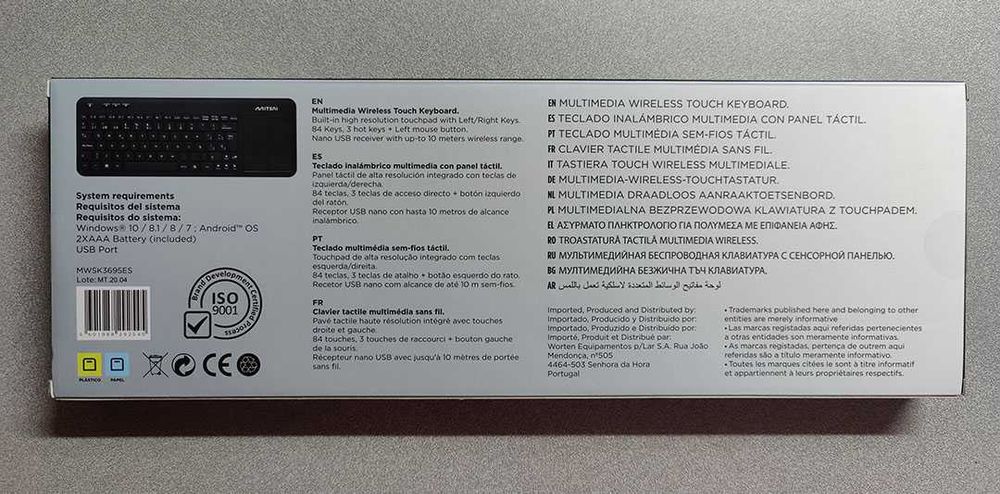 MITSAI
System requirements
Requisitos del sistema
Requisitos do sistema:
Windows® 10 / 8.1 / 8 / 7 ; Android™ OS
2XAAA Battery (included)
USB Port
MWSK3695ES
Lote: MT.20.04
Brand Development Certified Process
ISO
9001
PLÁSTICO
PAPEL
CE
EN
Multimedia Wireless Touch Keyboard.
Built-in high resolution touchpad with Left/Right Keys.
84 Keys, 3 hot keys + Left mouse button.
Nano USB receiver with up-to 10 meters wireless range.
ES
Teclado inalámbrico multimedia con panel táctil.
Panel táctil de alta resolución integrado con teclas de
izquierda/derecha.
84 teclas, 3 teclas de acceso directo + botón izquierdo
del ratón.
Receptor USB nano con hasta 10 metros de alcance
inalámbrico.
PT
Teclado multimédia sem-fios táctil.
Touchpad de alta resolução integrado com teclas
esquerda/direita.
84 teclas, 3 teclas de atalho + botão esquerdo do rato.
Recetor USB nano com alcance de até 10 m sem-fios.
FR
Clavier tactile multimédia sans fil.
Pavé tactile haute résolution intégré avec touches
droite et gauche.
84 touches, 3 touches de raccourci + bouton gauche
de la souris.
Récepteur nano USB avec jusqu'à 10 mètres de portée
sans fil.
EN MULTIMEDIA WIRELESS TOUCH KEYBOARD.
ES TECLADO INALÁMBRICO MULTIMEDIA CON PANEL TÁCTIL.
PT TECLADO MULTIMÉDIA SEM-FIOS TÁCTIL.
FR CLAVIER TACTILE MULTIMÉDIA SANS FIL.
IT TASTIERA TOUCH WIRELESS MULTIMEDIALE.
DE MULTIMEDIA-WIRELESS-TOUCHTASTATUR.
NL MULTIMEDIA DRAADLOOS AANRAAKTOETSENBORD.
PL MULTIMEDIALNA BEZPRZEWODOWA KLAWIATURA Z TOUCHPADEM.
EL ΑΣΥΡΜΑΤΟ ΠΛΗΚΤΡΟΛΟΓΙΟ ΓΙΑ ΠΟΛΥΜΕΣΑ ΜΕ ΕΠΙΦΑΝΕΙΑ ΑΦΗΣ.
RO TROASTATURĂ TACTILĂ MULTIMEDIA WIRELESS.
RU МУЛЬТИМЕДИЙНАЯ БЕСПРОВОДНАЯ КЛАВИАТУРА С СЕНСОРНОЙ ПАНЕЛЬЮ.
BG МУЛТИМЕДИЙНА БЕЗЖИЧНА ТЪЧ КЛАВИАТУРА.
AR لوحة مفاتيح الوسائط المتعددة لاسلكية تعمل باللمس
Imported, Produced and Distributed by:
Importado, Producido y Distribuido por:
Importado, Produzido e Distribuido por:
Importé, Produit et Distribué par:
Worten Equipamentos p/Lar S.A. Rua João
Mendonça, nº505
4464-503 Senhora da Hora
Portugal
• Trademarks published here and belonging to other
entities are merely informative
• Las marcas registadas aqui referidas pertenecientes
a otras entidades son meramente informativas.
• As marcas registadas, pertença de outrem aqui
referidas são a título meramente informativo.
• Toutes les marques citées le sont à titre informatif
et appartiennent à leurs propriétaires respectifs.